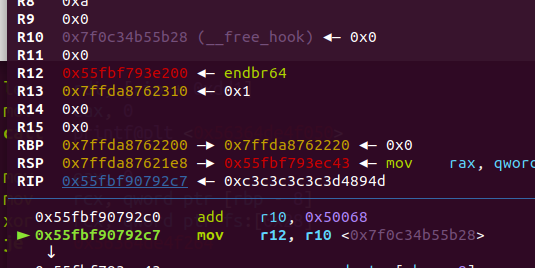 R8 0xa
R9 0x0
R10 0x7f0c34b55b28 (__free_hook) ◂— 0x0
R11 0x0
R12 0x55fbf793e200 ◂— endbr64
R13 0x7ffda8762310 ◂— 0x1
R14 0x0
R15 0x0
RBP 0x7ffda8762200 —▸ 0x7ffda8762220 ◂— 0x0
RSP 0x7ffda87621e8 —▸ 0x55fbf793ec43 ◂— mov rax, qword
RIP 0x55fbf90792c7 ◂— 0xc3c3c3c3c3d4894d
0x55fbf90792c0 add r10, 0x50068
► 0x55fbf90792c7 mov r12, r10 <0x7f0c34b55b28>
↓